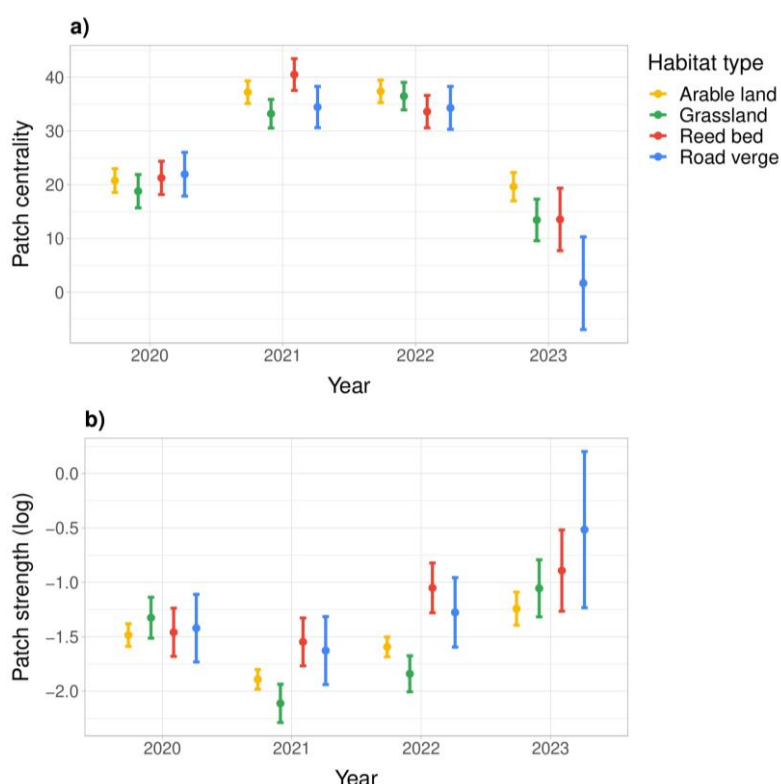 a)
Patch centrality
40
30
20
10
0
2020 2021 2022 2023
Year
Habitat type
Arable land
Grassland
Reed bed
Road verge
b)
Patch strength (log)
0.0
−0.5
−1.0
−1.5
−2.0
2020 2021 2022 2023
Year